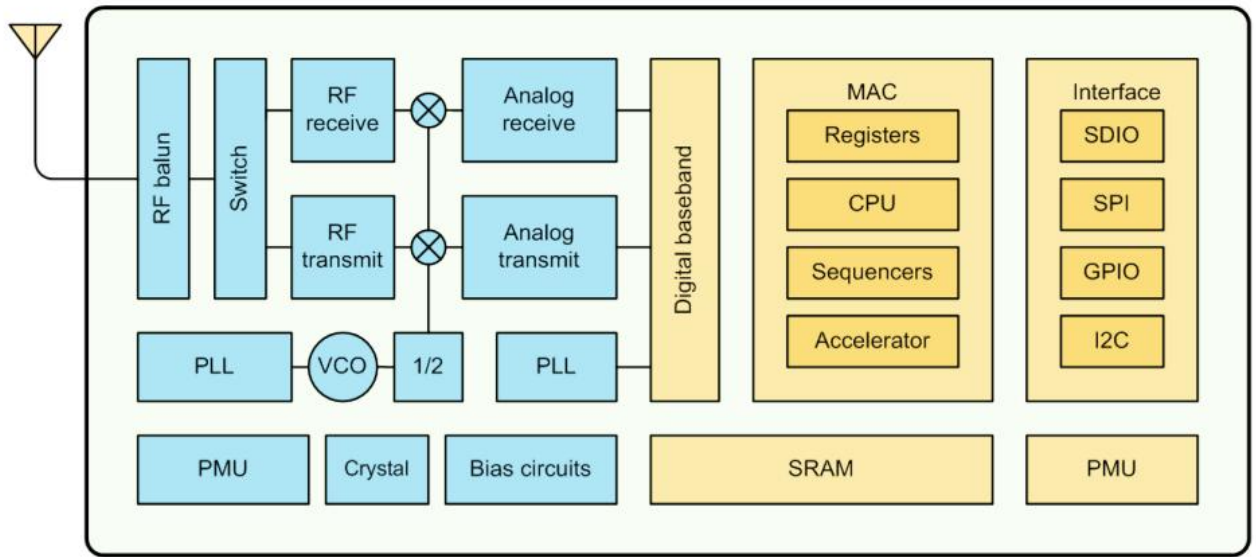 RF balun
Switch
RF
receive
Analog
receive
RF
transmit
Analog
transmit
PLL
VCO
1/2
PLL
Digital baseband
MAC
Registers
CPU
Sequencers
Accelerator
Interface
SDIO
SPI
GPIO
I2C
PMU
Crystal
Bias circuits
SRAM
PMU